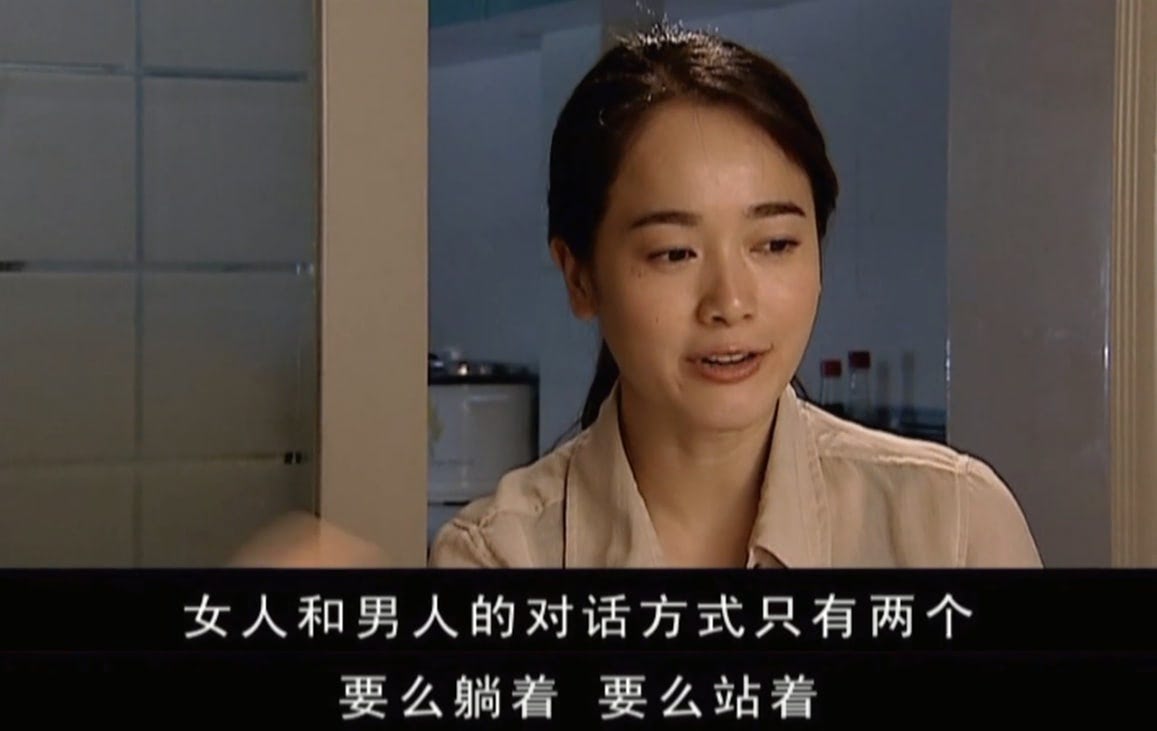 女人和男人的对话方式只有两个
要么躺着 要么站着